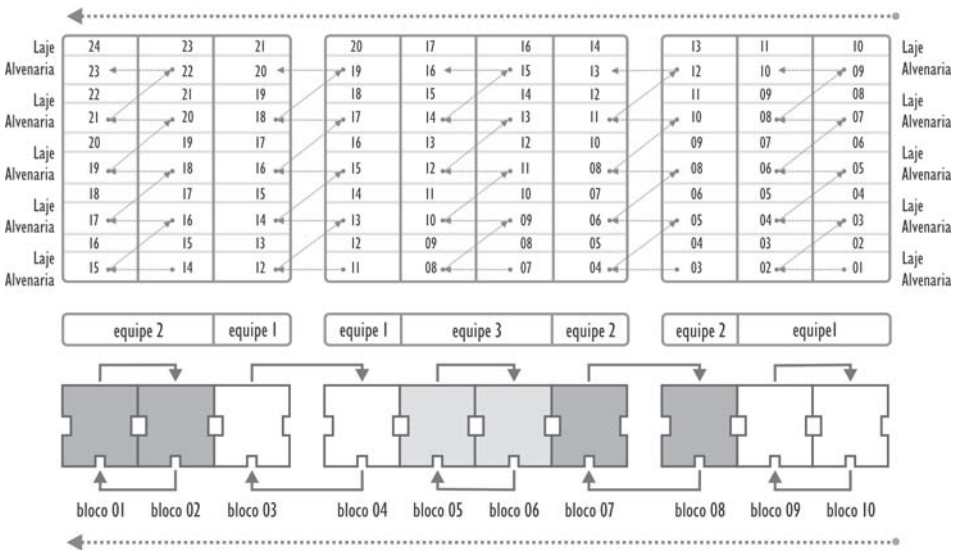 Laje 24 23 21 20 17 16 14 13 11 10 Laje
Alvenaria 23 22 20 19 16 15 13 12 10 09 Alvenaria
Laje 22 21 19 18 15 14 12 11 09 08 Laje
Alvenaria 21 20 18 17 14 13 11 10 08 07 Alvenaria
Laje 20 19 17 16 13 12 10 09 07 06 Laje
Alvenaria 19 18 16 15 12 11 08 08 06 05 Alvenaria
Laje 18 17 15 14 11 10 07 06 05 04 Laje
Alvenaria 17 16 14 13 10 09 06 05 04 03 Alvenaria
Laje 16 15 13 12 09 08 05 04 03 02 Laje
Alvenaria 15 14 12 11 08 07 04 03 02 01 Alvenaria
equipe 2 equipe 1 equipe 1 equipe 3 equipe 2 equipe 2 equipe1
bloco 01 bloco 02 bloco 03 bloco 04 bloco 05 bloco 06 bloco 07 bloco 08 bloco 09 bloco 10